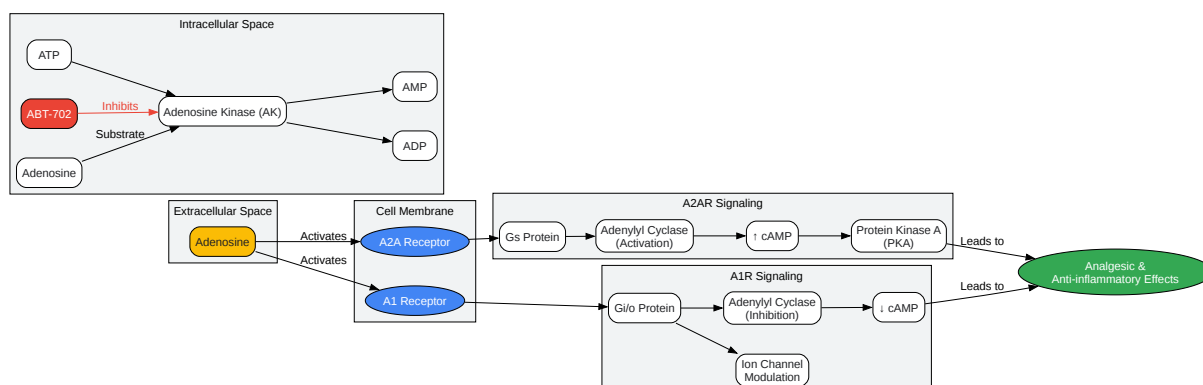 Intracellular Space
ATP
ABT-702
Inhibits
Adenosine Kinase (AK)
Substrate
Adenosine
AMP
ADP
Extracellular Space
Adenosine
Activates
Activates
Cell Membrane
A2A Receptor
A1 Receptor
A2AR Signaling
Gs Protein
Adenylyl Cyclase
(Activation)
↑ cAMP
Protein Kinase A
(PKA)
Leads to
A1R Signaling
Gi/o Protein
Adenylyl Cyclase
(Inhibition)
↓ cAMP
Ion Channel
Modulation
Leads to
Analgesic &
Anti-inflammatory Effects